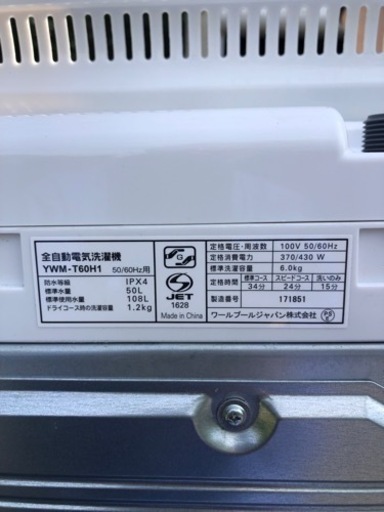 全自動電気洗濯機
YWM-T60H1 50/60Hz用
防水等級 IPX4
標準水量 50L
標準使用水量 108L
ドライコース時の洗濯容量 1.2kg
G
S
JET
1628
Made in China
定格電圧・周波数 100V 50/60Hz
定格消費電力 370/430 W
標準洗濯容量 6.0kg
定格時間 標準コース スピードコース 洗いのみ
34分 24分 15分
製造番号 171851
ワールプールジャパン株式会社